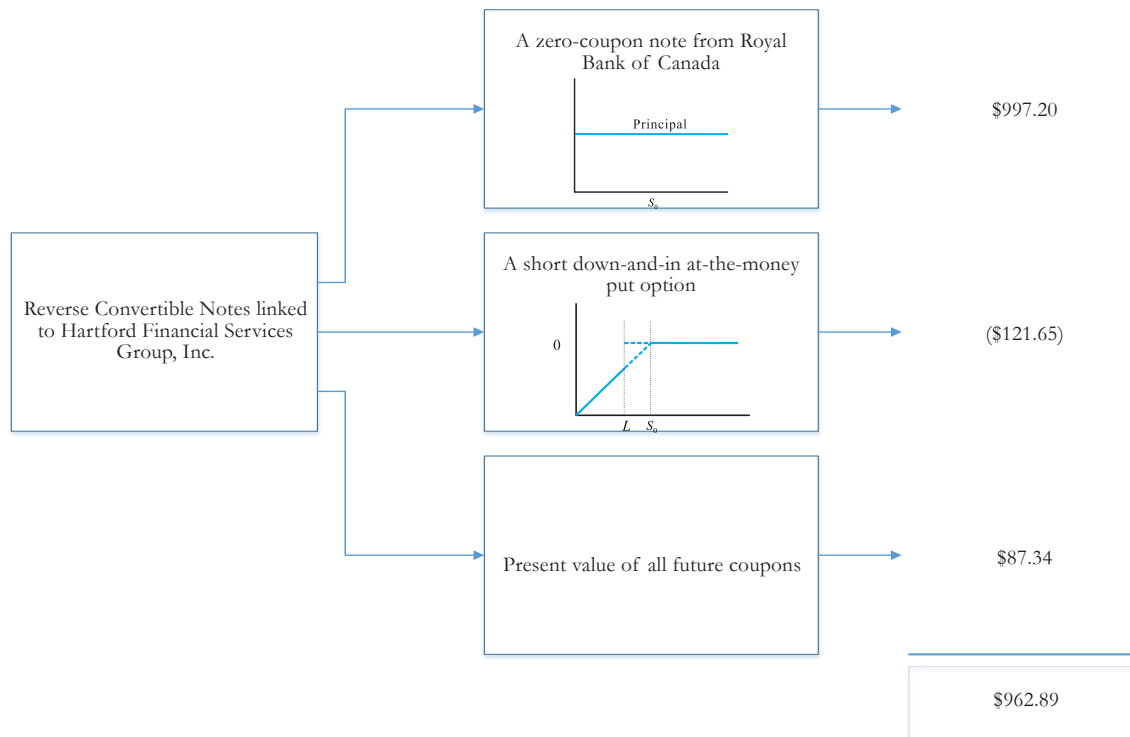 A zero-coupon note from Royal
Bank of Canada
Principal
S₀
$997.20
Reverse Convertible Notes linked
to Hartford Financial Services
Group, Inc.
A short down-and-in at-the-money
put option
0
L S₀
($121.65)
Present value of all future coupons
$87.34
$962.89